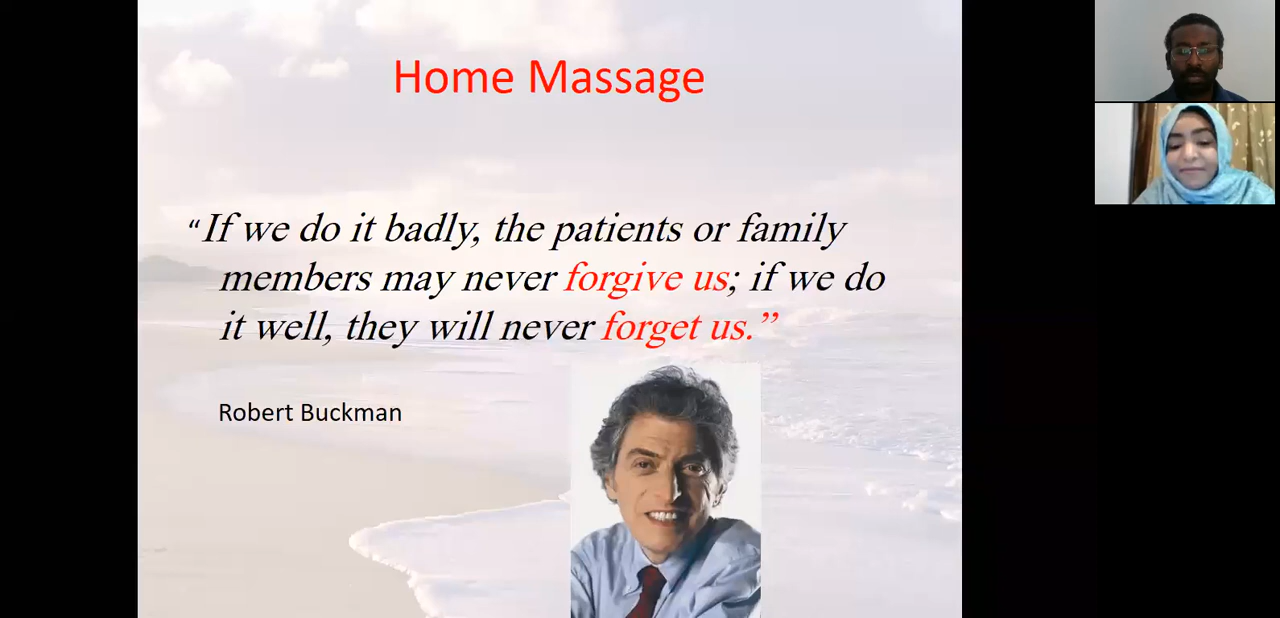 Home Massage
“If we do it badly, the patients or family
members may never forgive us; if we do
it well, they will never forget us.”
Robert Buckman